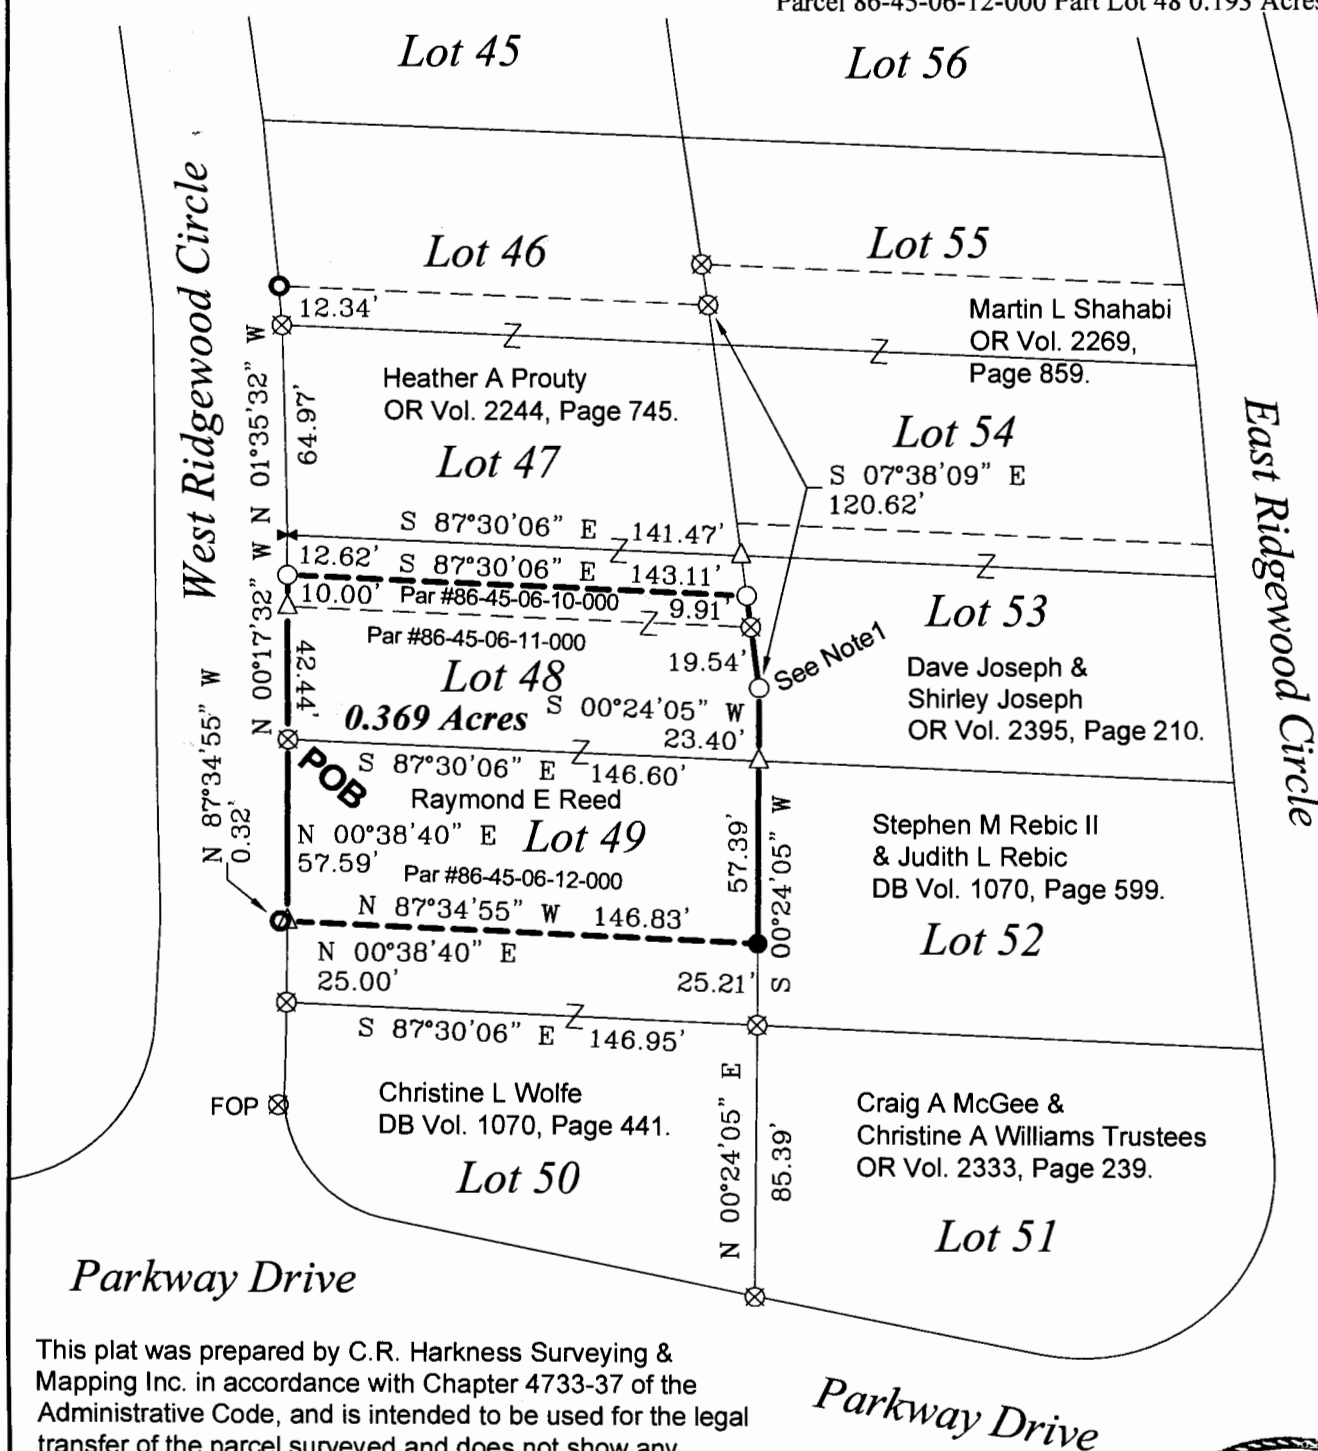 Parcel 86-45-06-12-000 Part Lot 48 0.193 Acres
Lot 45
Lot 56
West Ridgewood Circle
Lot 46
Lot 55
12.34'
Martin L Shahabi
OR Vol. 2269,
Page 859.
N 01°35'32" W
64.97'
Heather A Prouty
OR Vol. 2244, Page 745.
Lot 47
Lot 54
S 07°38'09" E
120.62'
East Ridgewood Circle
S 87°30'06" E 141.47'
12.62' S 87°30'06" E 143.11'
10.00' Par #86-45-06-10-000 9.91'
Par #86-45-06-11-000
N 00°17'32" W
42.44'
19.54'
See Note1
Lot 48
0.369 Acres
S 00°24'05" W
23.40'
Lot 53
Dave Joseph &
Shirley Joseph
OR Vol. 2395, Page 210.
POB
S 87°30'06" E 146.60'
Raymond E Reed
N 87°34'55" W
0.32'
N 00°38'40" E
57.59'
Lot 49
Par #86-45-06-12-000
57.39'
S 00°24'05" W
Stephen M Rebic II
& Judith L Rebic
DB Vol. 1070, Page 599.
Lot 52
N 87°34'55" W 146.83'
N 00°38'40" E
25.00'
25.21'
S 87°30'06" E 146.95'
FOP
Christine L Wolfe
DB Vol. 1070, Page 441.
Lot 50
N 00°24'05" E
85.39'
Craig A McGee &
Christine A Williams Trustees
OR Vol. 2333, Page 239.
Lot 51
Parkway Drive
Parkway Drive
This plat was prepared by C.R. Harkness Surveying &
Mapping Inc. in accordance with Chapter 4733-37 of the
Administrative Code, and is intended to be used for the legal
transfer of the parcel surveyed and does not show any